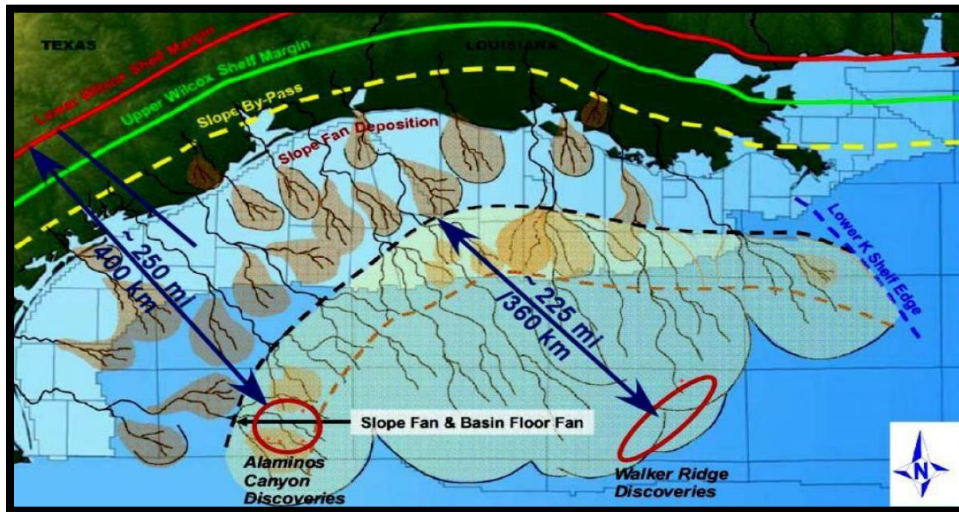 TEXAS
LOUISIANA
Lower Wilcox Shelf Margin
Upper Wilcox Shelf Margin
Slope By-Pass
Slope Fan Deposition
~ 250 mi
/400 km
~ 225 mi
/360 km
Lower K Shelf Edge
Slope Fan & Basin Floor Fan
Alaminos
Canyon
Discoveries
Walker Ridge
Discoveries
N